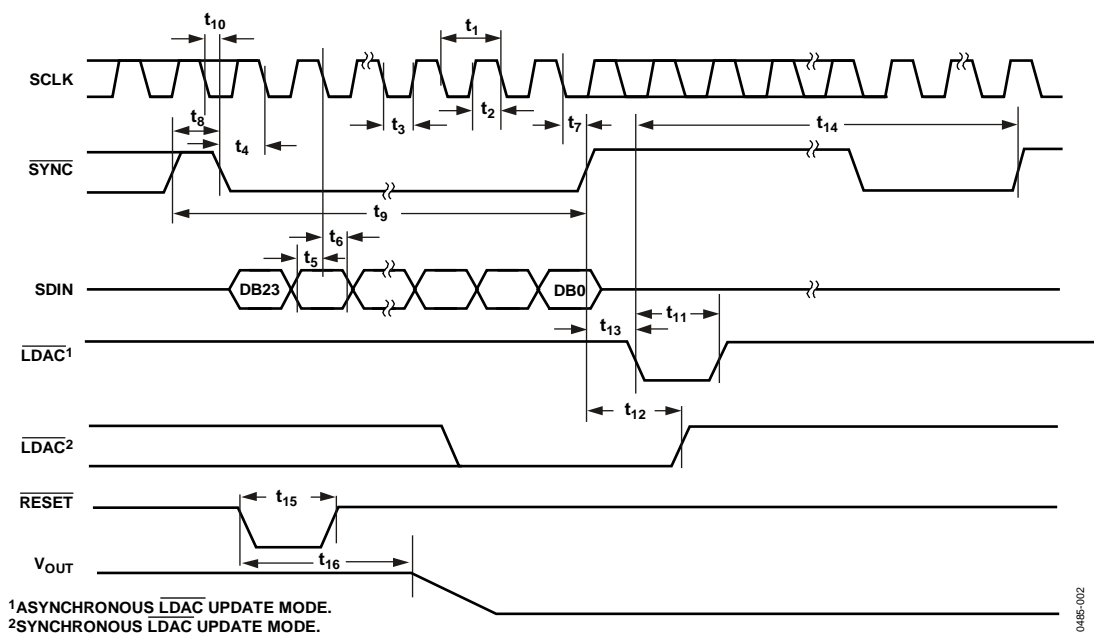 t10
t1
SCLK
t2
t3
t7
t8
t4
t14
SYNC
t9
t6
t5
SDIN
DB23
DB0
t13
t11
LDAC1
t12
LDAC2
RESET
t15
t16
VOUT
1ASYNCHRONOUS LDAC UPDATE MODE.
2SYNCHRONOUS LDAC UPDATE MODE.
0485-002